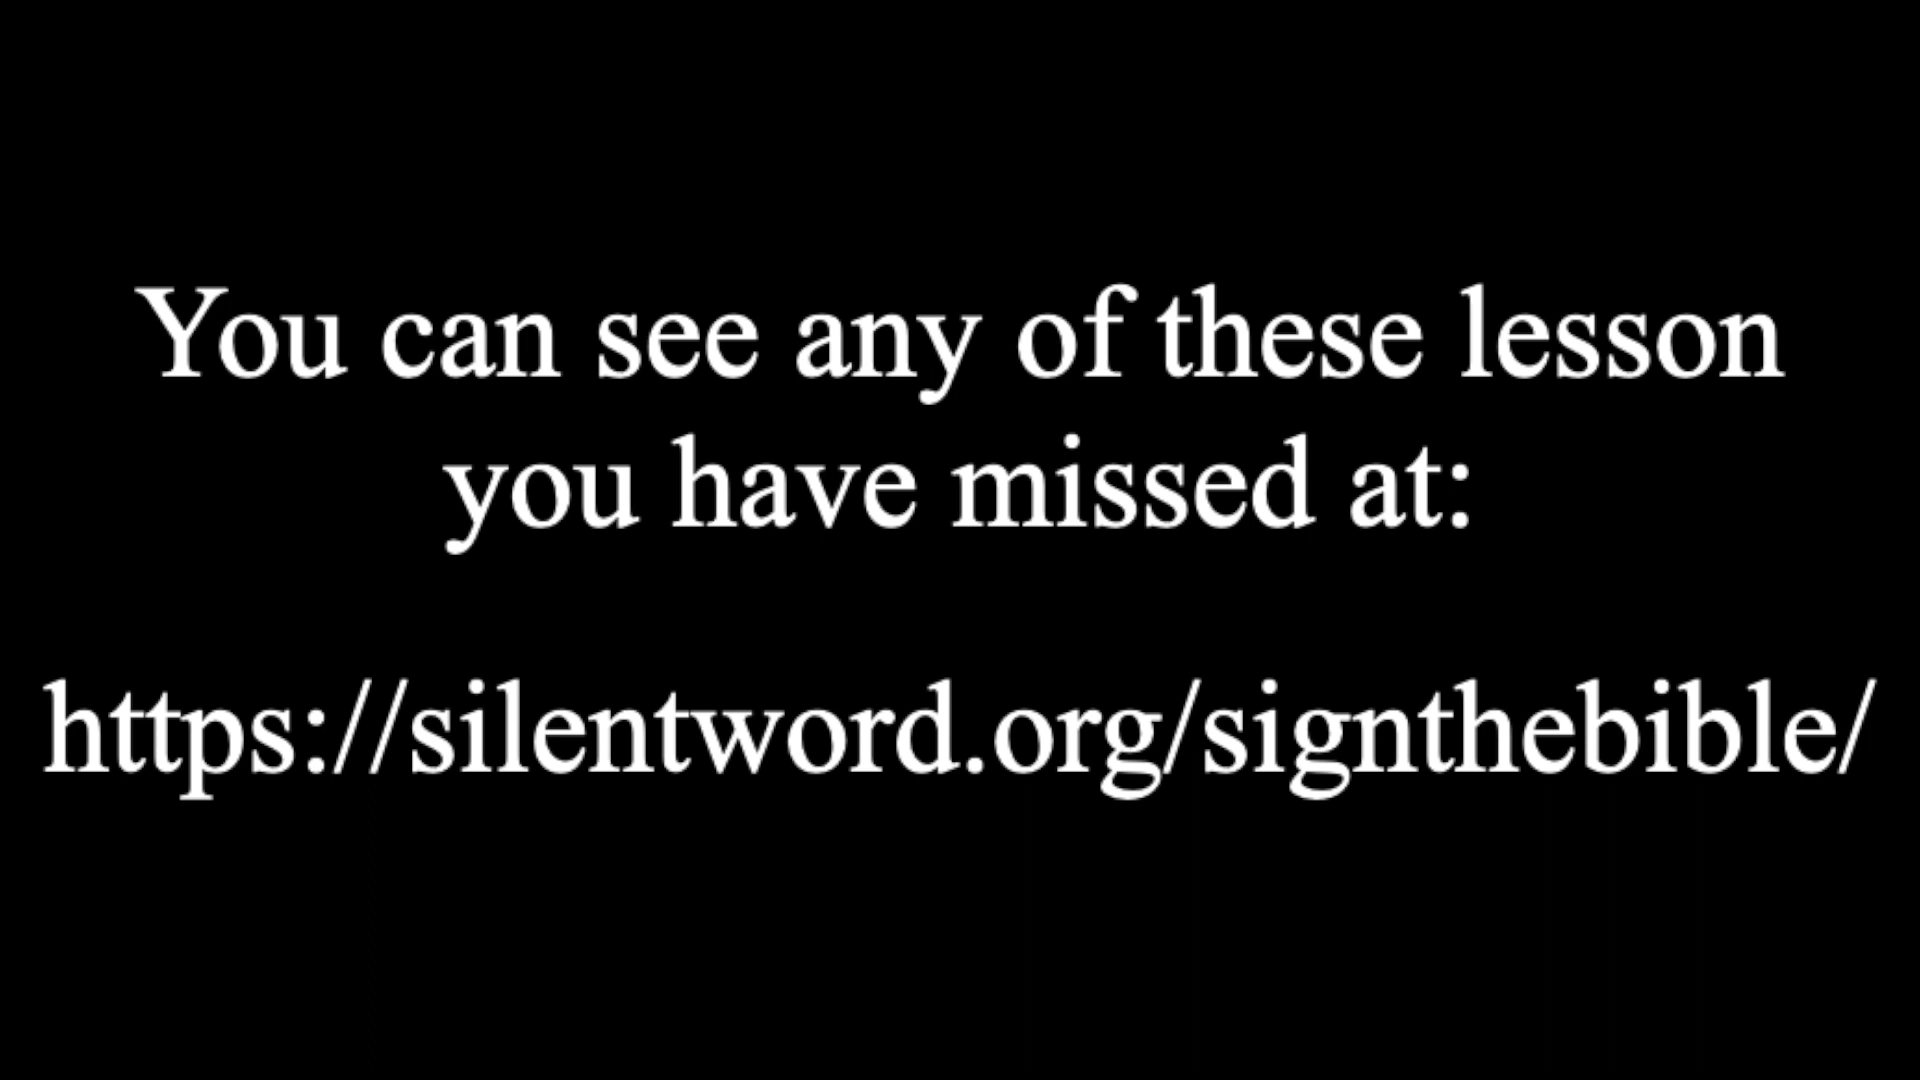 You can see any of these lesson
you have missed at:
https://silentword.org/signthebible/